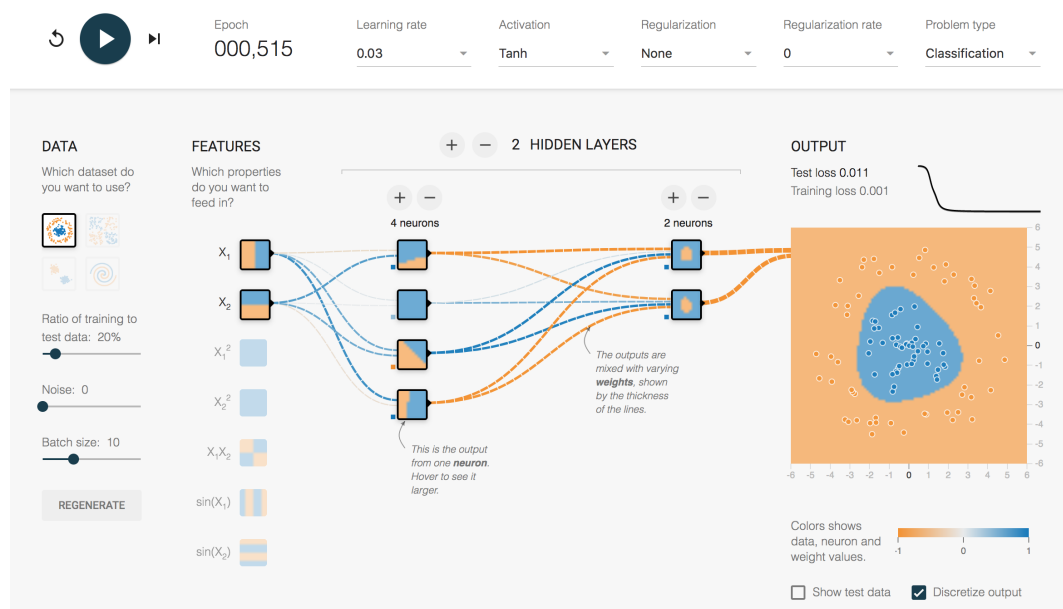 Epoch
000,515
Learning rate
0.03
Activation
Tanh
Regularization
None
Regularization rate
0
Problem type
Classification
DATA
Which dataset do
you want to use?
Ratio of training to
test data: 20%
Noise: 0
Batch size: 10
REGENERATE
FEATURES
Which properties
do you want to
feed in?
X₁
X₂
X₁²
X₂²
X₁X₂
sin(X₁)
sin(X₂)
+ − 2 HIDDEN LAYERS
+ −
4 neurons
+ −
2 neurons
This is the output
from one neuron.
Hover to see it
larger.
The outputs are
mixed with varying
weights, shown
by the thickness
of the lines.
OUTPUT
Test loss 0.011
Training loss 0.001
6
5
4
3
2
1
0
-1
-2
-3
-4
-5
-6
-6 -5 -4 -3 -2 -1 0 1 2 3 4 5 6
Colors shows
data, neuron and
weight values.
-1 0 1
Show test data
Discretize output